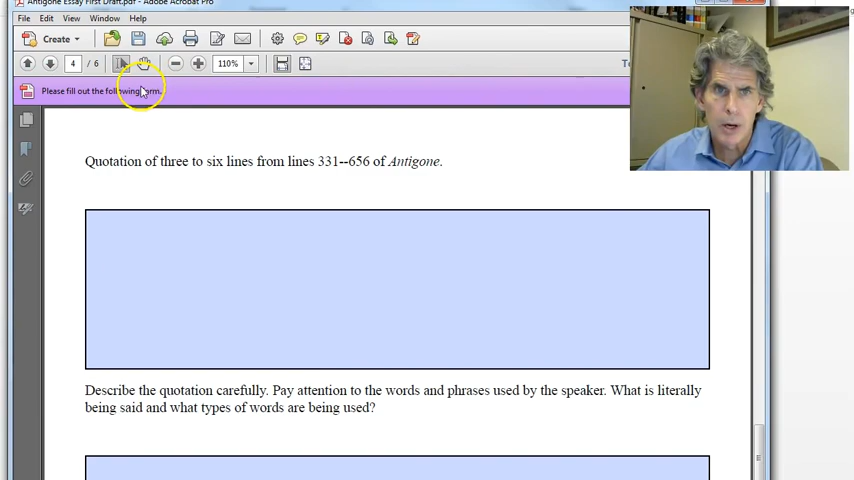 Antigone Essay First Draft.pdf - Adobe Acrobat Pro
File Edit View Window Help
Create
4 / 6 110%
Please fill out the following form.
Quotation of three to six lines from lines 331--656 of Antigone.
Describe the quotation carefully. Pay attention to the words and phrases used by the speaker. What is literally
being said and what types of words are being used?